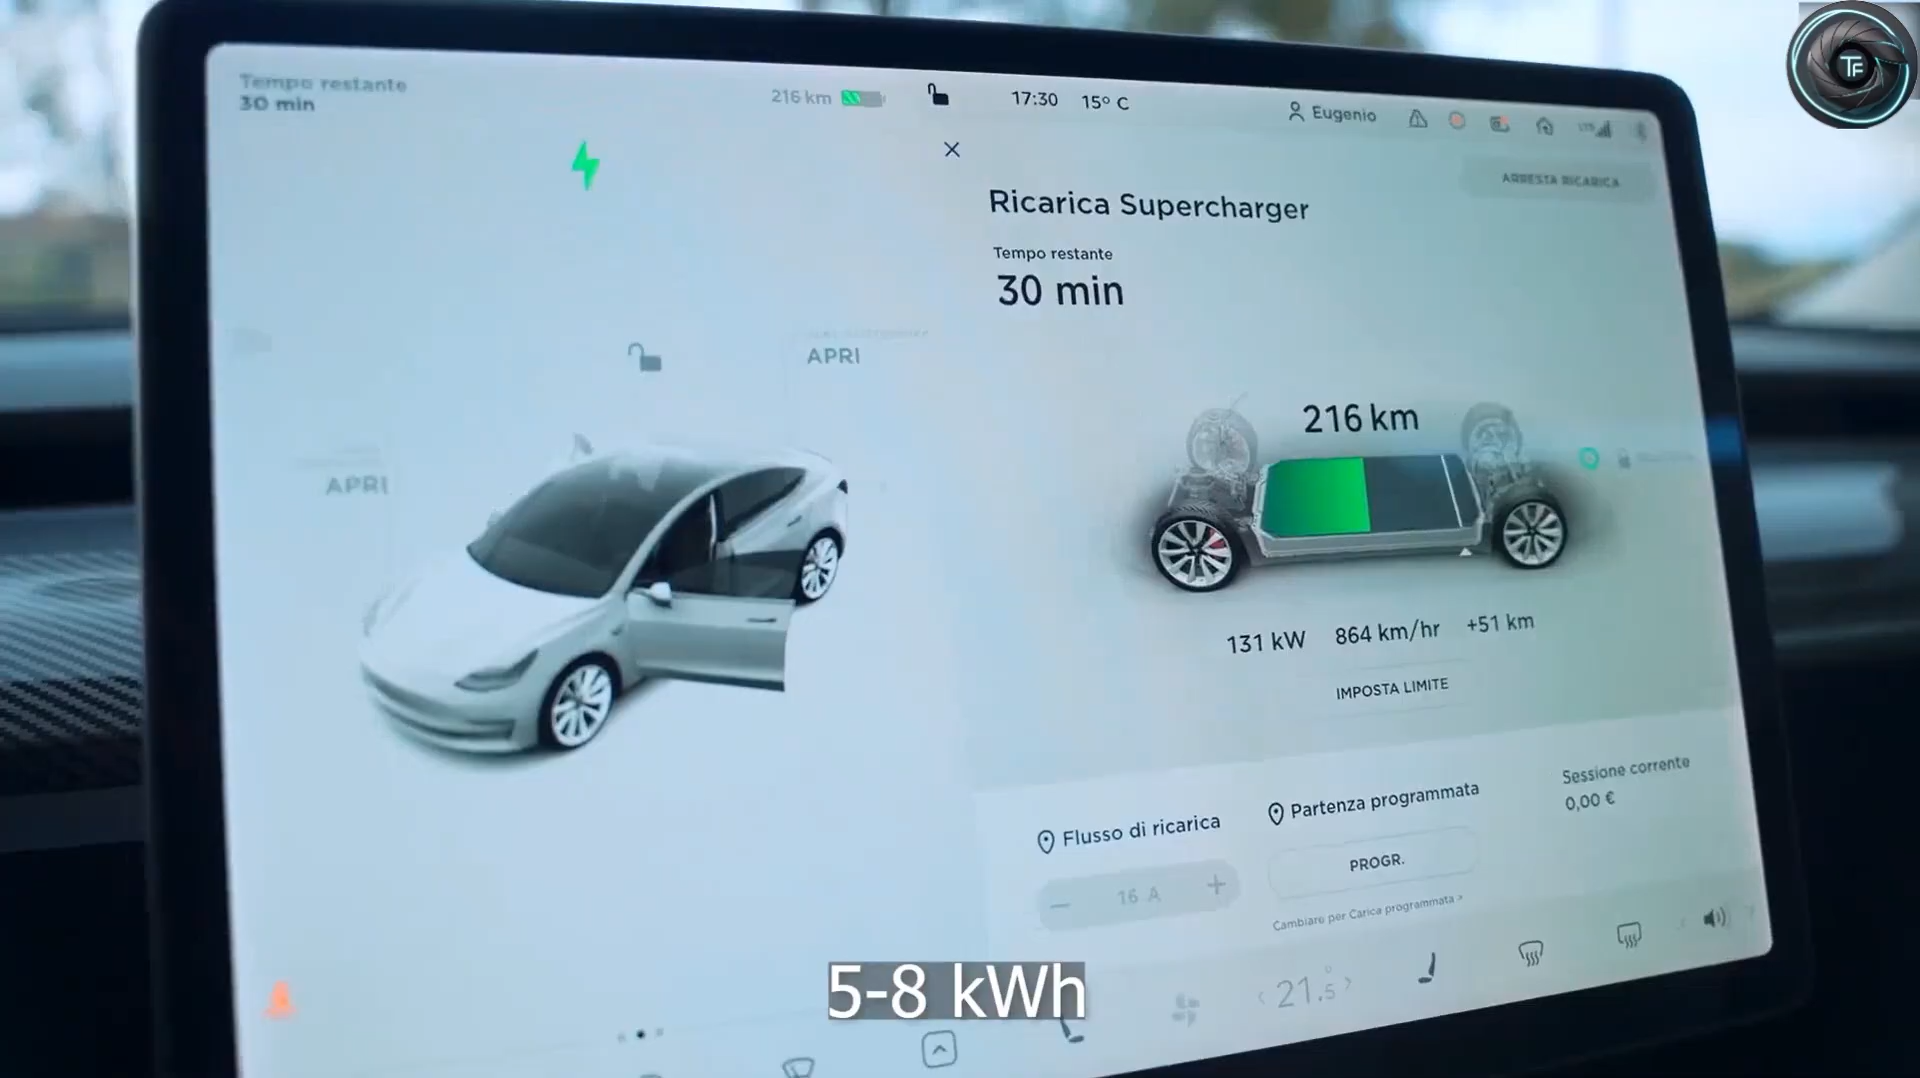 Tempo restante
30 min
216 km
17:30
15° C
Eugenio
TF
ARRESTA RICARICA
Ricarica Supercharger
Tempo restante
30 min
APRI
APRI
216 km
131 kW
864 km/hr
+51 km
IMPOSTA LIMITE
Flusso di ricarica
Partenza programmata
Sessione corrente
0,00 €
16 A
PROGR.
Cambiare per Carica programmata >
5-8 kWh
21.5